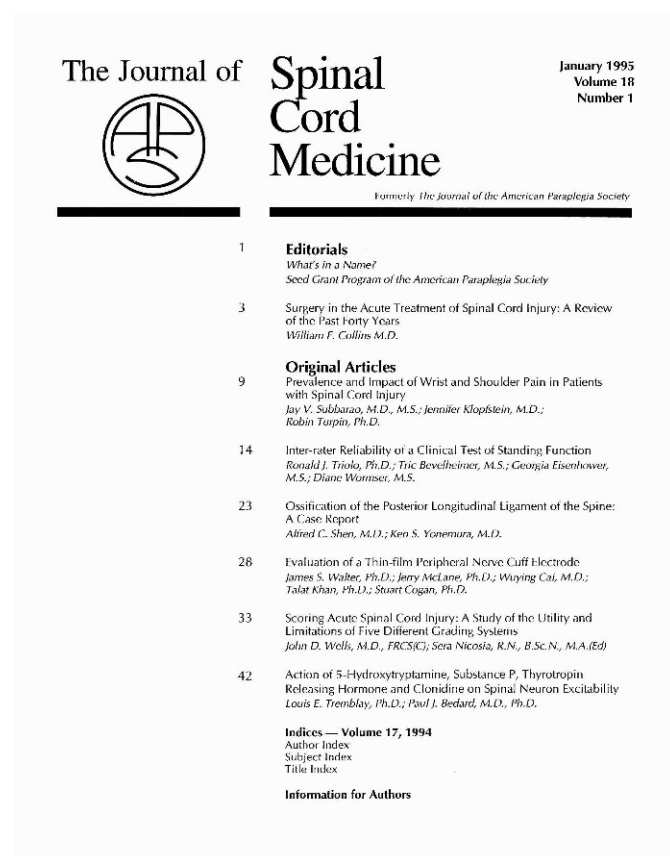 The Journal of
Spinal
Cord
Medicine
January 1995
Volume 18
Number 1
Formerly The Journal of the American Paraplegia Society
1 Editorials
What's in a Name?
Seed Grant Program of the American Paraplegia Society
3 Surgery in the Acute Treatment of Spinal Cord Injury: A Review
of the Past Forty Years
William F. Collins M.D.
Original Articles
9 Prevalence and Impact of Wrist and Shoulder Pain in Patients
with Spinal Cord Injury
Jay V. Subbarao, M.D., M.S.; Jennifer Klopfstein, M.D.;
Robin Turpin, Ph.D.
14 Inter-rater Reliability of a Clinical Test of Standing Function
Ronald J. Triolo, Ph.D.; Tric Bevelheimer, M.S.; Georgia Eisenhower,
M.S.; Diane Wormser, M.S.
23 Ossification of the Posterior Longitudinal Ligament of the Spine:
A Case Report
Alfred C. Shen, M.D.; Ken S. Yonemura, M.D.
28 Evaluation of a Thin-film Peripheral Nerve Cuff Electrode
James S. Walter, Ph.D.; Jerry McLane, Ph.D.; Wuying Cai, M.D.;
Talat Khan, Ph.D.; Stuart Cogan, Ph.D.
33 Scoring Acute Spinal Cord Injury: A Study of the Utility and
Limitations of Five Different Grading Systems
John D. Wells, M.D., FRCS(C); Sera Nicosia, R.N., B.Sc.N., M.A.(Ed)
42 Action of 5-Hydroxytryptamine, Substance P, Thyrotropin
Releasing Hormone and Clonidine on Spinal Neuron Excitability
Louis E. Tremblay, Ph.D.; Paul J. Bedard, M.D., Ph.D.
Indices — Volume 17, 1994
Author Index
Subject Index
Title Index
Information for Authors